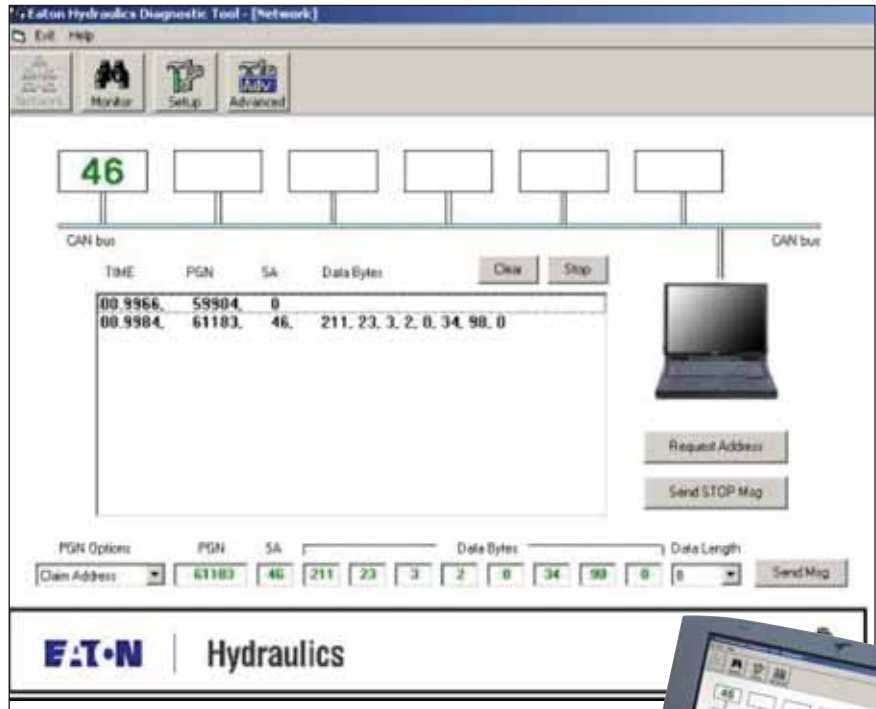 Eaton Hydraulics Diagnostic Tool - [Network]
Exit Help
Network Monitor Setup Advanced
Adv
46
CAN bus
CAN bus
TIME PGN SA Data Bytes Clear Stop
00.9966, 59904, 0
00.9984, 61183, 46, 211, 23, 3, 2, 0, 34, 98, 0
Request Address
Send STOP Msg
PGN Options PGN SA Data Bytes Data Length
Claim Address 61183 46 211 23 3 2 0 34 98 0 8 Send Msg
EATON Hydraulics
46